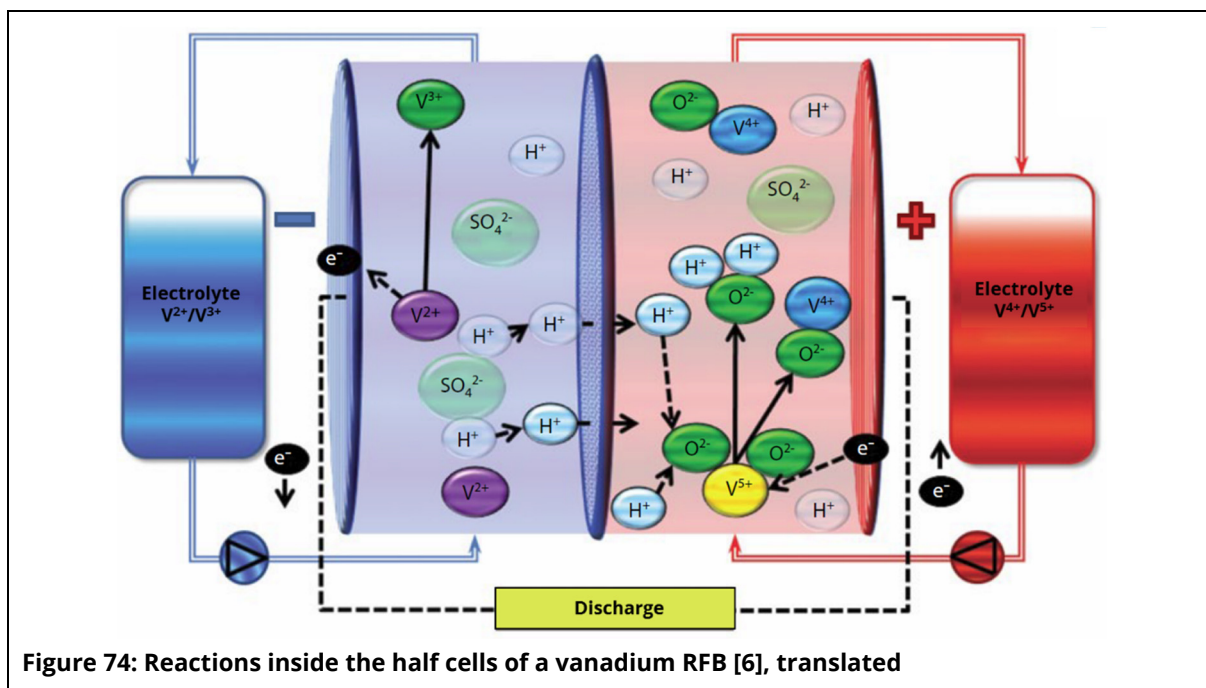 V³⁺
H⁺
SO₄²⁻
e⁻
V²⁺
H⁺
H⁺
SO₄²⁻
H⁺
H⁺
V²⁺
O²⁻
V⁴⁺
H⁺
H⁺
SO₄²⁻
H⁺
H⁺
O²⁻
H⁺
V⁴⁺
O²⁻
O²⁻
O²⁻
V⁵⁺
e⁻
H⁺
H⁺
Electrolyte
V²⁺/V³⁺
e⁻
Electrolyte
V⁴⁺/V⁵⁺
e⁻
Discharge
Figure 74: Reactions inside the half cells of a vanadium RFB [6], translated